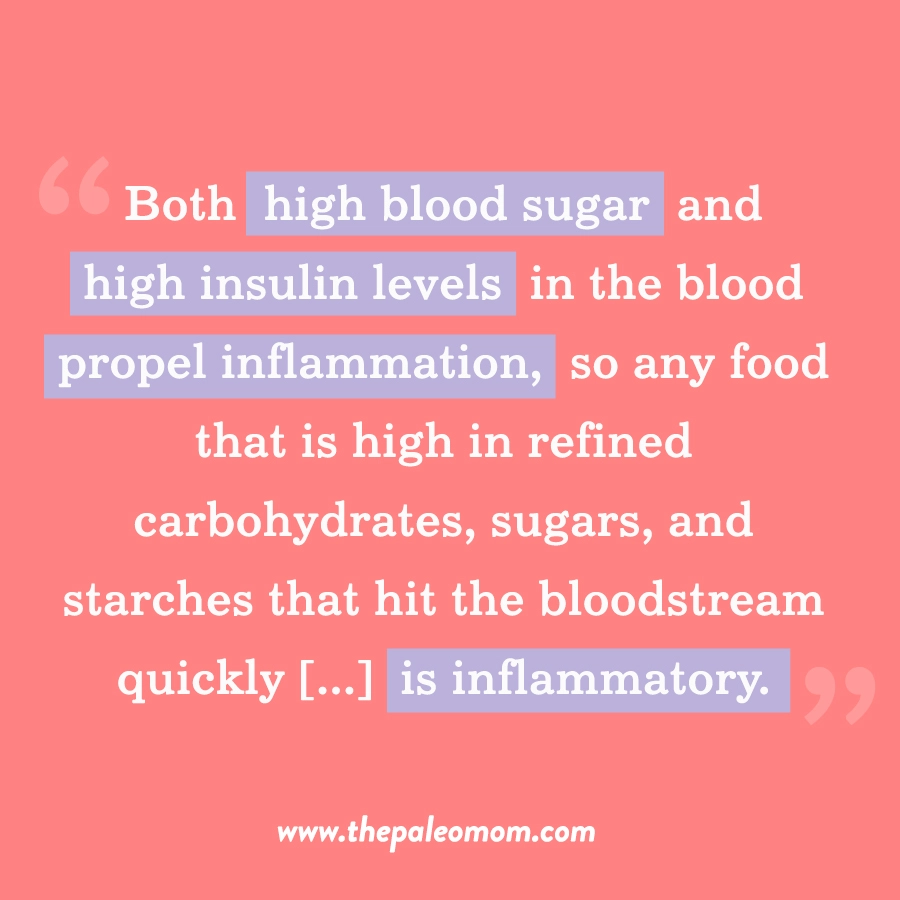 “Both high blood sugar and
high insulin levels in the blood
propel inflammation, so any food
that is high in refined
carbohydrates, sugars, and
starches that hit the bloodstream
quickly [...] is inflammatory.”
www.thepaleomom.com